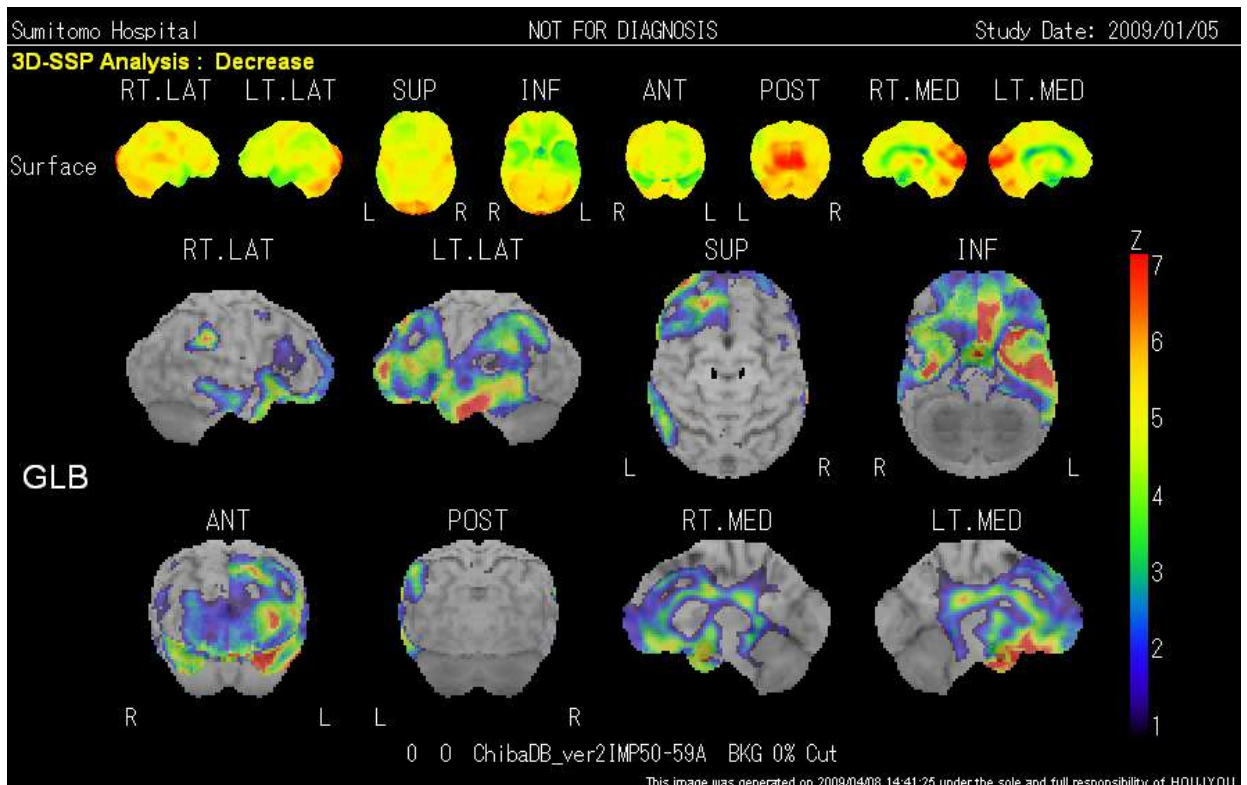 Sumitomo Hospital NOT FOR DIAGNOSIS Study Date: 2009/01/05
3D-SSP Analysis : Decrease
RT.LAT LT.LAT SUP INF ANT POST RT.MED LT.MED
Surface
L R R L R L L R
RT.LAT LT.LAT SUP INF
Z
7
6
5
4
3
2
1
L R R L
GLB
ANT POST RT.MED LT.MED
R L L R
0 0 ChibaDB_ver2IMP50-59A BKG 0% Cut
This image was generated on 2009/04/08 14:41:25 under the sole and full responsibility of HOUJYOU